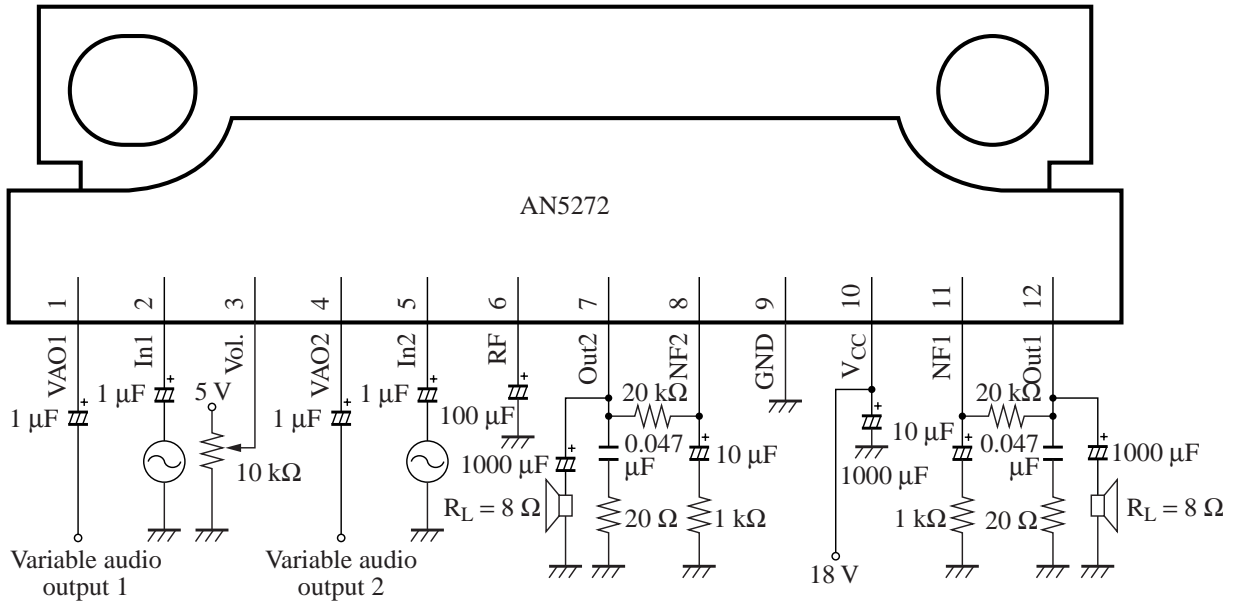 AN5272
1
2
3
4
5
6
7
8
9
10
11
12
VAO1
In1
Vol.
VAO2
In2
RF
Out2
NF2
GND
VCC
NF1
Out1
1 μF
1 μF
5 V
10 kΩ
1 μF
1 μF
100 μF
1000 μF
RL = 8 Ω
20 kΩ
0.047
μF
20 Ω
10 μF
1 kΩ
1000 μF
18 V
10 μF
1 kΩ
20 kΩ
0.047
μF
20 Ω
1000 μF
RL = 8 Ω
Variable audio
output 1
Variable audio
output 2